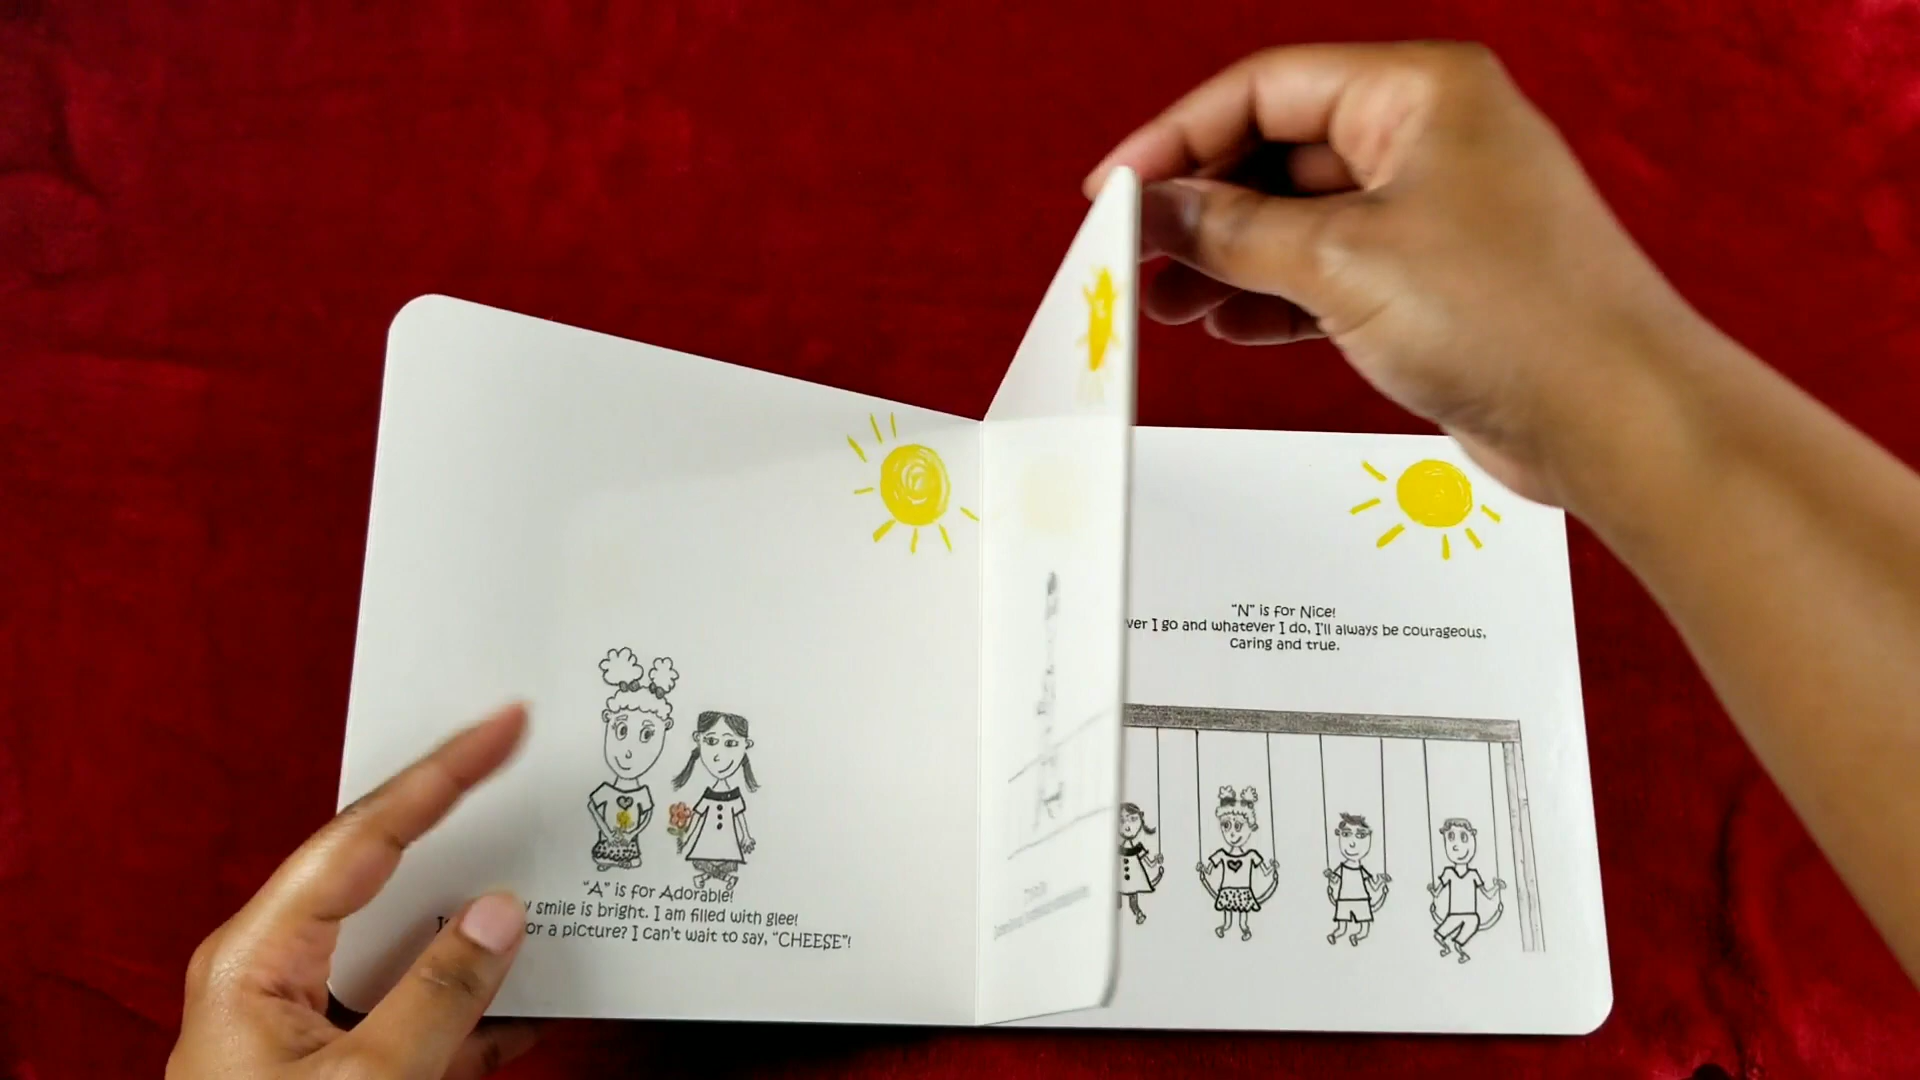 "A" is for Adorable!
smile is bright. I am filled with glee!
or a picture? I can't wait to say, "CHEESE"!
"N" is for Nice!
ver I go and whatever I do, I'll always be courageous,
caring and true.